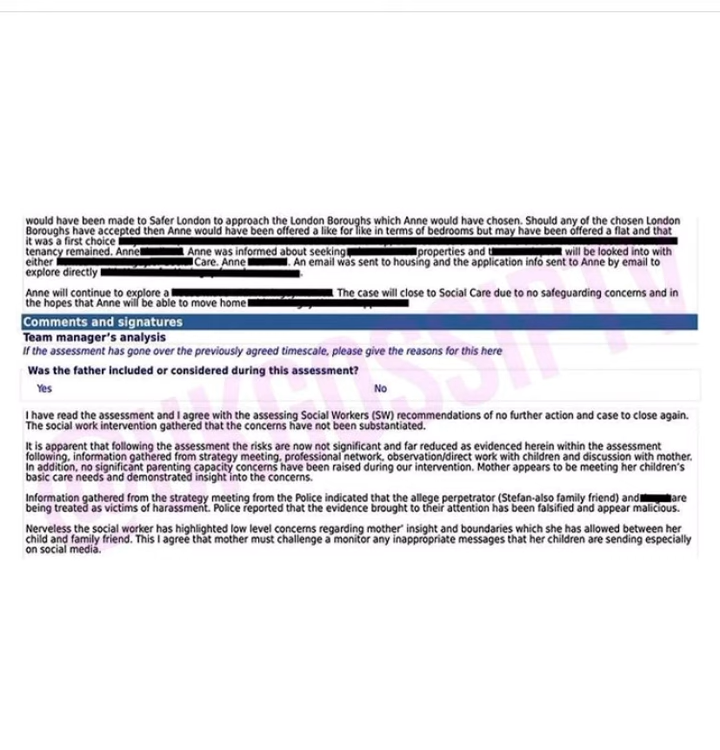 would have been made to Safer London to approach the London Boroughs which Anne would have chosen. Should any of the chosen London
Boroughs have accepted then Anne would have been offered a like for like in terms of bedrooms but may have been offered a flat and that
it was a first choice
tenancy remained. Anne Anne was informed about seeking properties and t will be looked into with
either Care. Anne . An email was sent to housing and the application info sent to Anne by email to
explore directly .
Anne will continue to explore a . The case will close to Social Care due to no safeguarding concerns and in
the hopes that Anne will be able to move home
Comments and signatures
Team manager's analysis
If the assessment has gone over the previously agreed timescale, please give the reasons for this here
Was the father included or considered during this assessment?
Yes No
I have read the assessment and I agree with the assessing Social Workers (SW) recommendations of no further action and case to close again.
The social work intervention gathered that the concerns have not been substantiated.
It is apparent that following the assessment the risks are now not significant and far reduced as evidenced herein within the assessment
following, information gathered from strategy meeting, professional network, observation/direct work with children and discussion with mother.
In addition, no significant parenting capacity concerns have been raised during our intervention. Mother appears to be meeting her children's
basic care needs and demonstrated insight into the concerns.
Information gathered from the strategy meeting from the Police indicated that the allege perpetrator (Stefan-also family friend) and are
being treated as victims of harassment. Police reported that the evidence brought to their attention has been falsified and appear malicious.
Nerveless the social worker has highlighted low level concerns regarding mother' insight and boundaries which she has allowed between her
child and family friend. This I agree that mother must challenge a monitor any inappropriate messages that her children are sending especially
on social media.